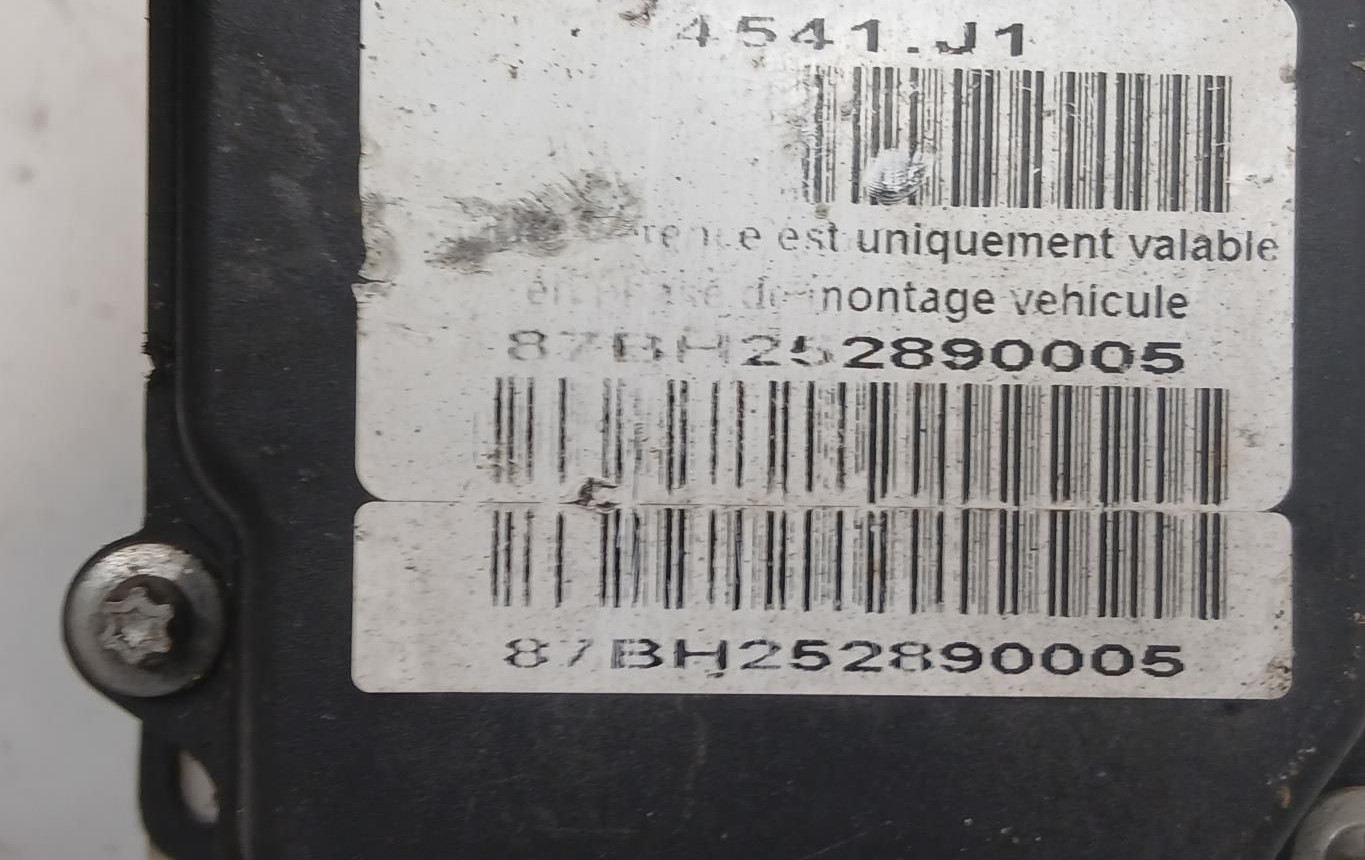 4541.J1
est uniquement valable
montage vehicule
87BH252890005
87BH252890005